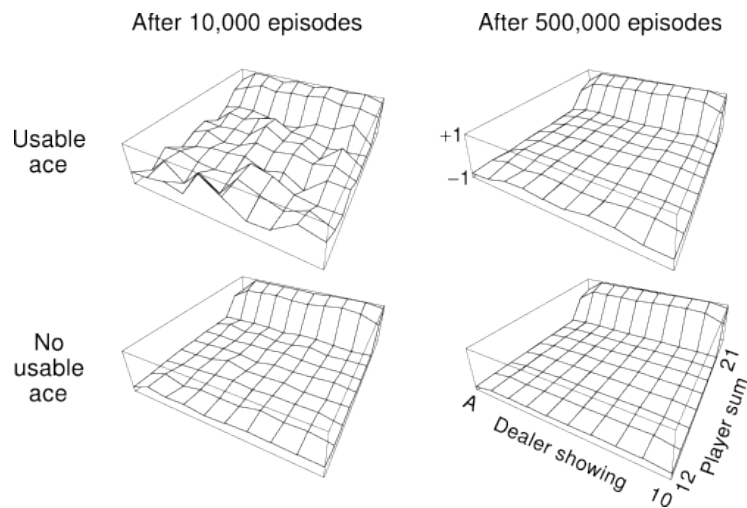 After 10,000 episodes
After 500,000 episodes
Usable
ace
+1
−1
No
usable
ace
A
Dealer showing
10
12
Player sum
21